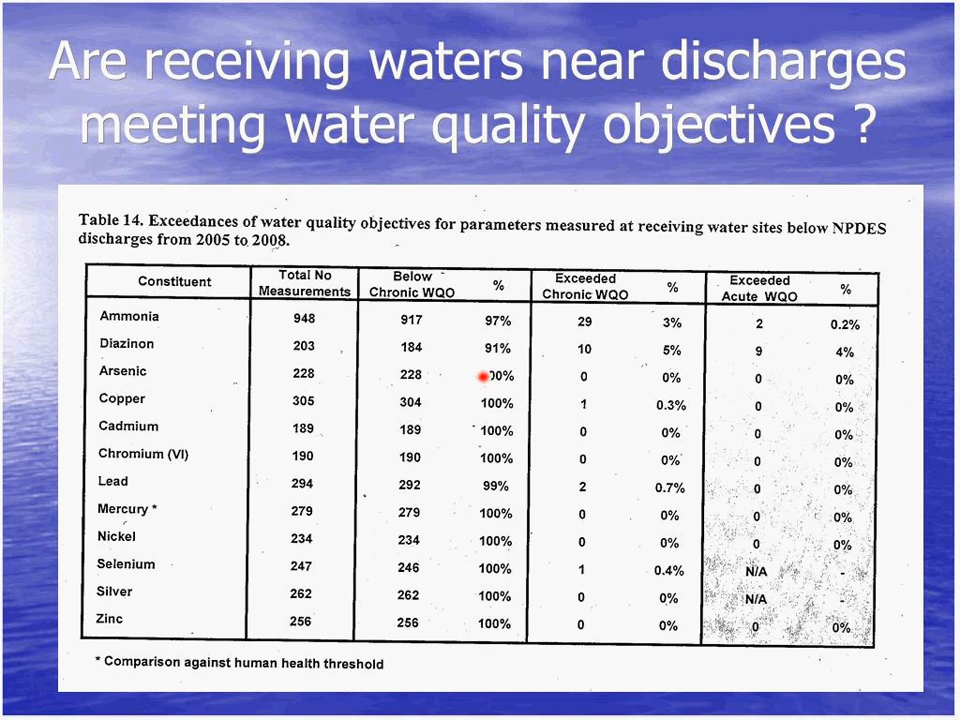 Are receiving waters near discharges
meeting water quality objectives ?
Table 14. Exceedances of water quality objectives for parameters measured at receiving water sites below NPDES
discharges from 2005 to 2008.
Constituent Total No Measurements Below Chronic WQO % Exceeded Chronic WQO % Exceeded Acute WQO %
Ammonia 948 917 97% 29 3% 2 0.2%
Diazinon 203 184 91% 10 5% 9 4%
Arsenic 228 228 00% 0 0% 0 0%
Copper 305 304 100% 1 0.3% 0 0%
Cadmium 189 189 100% 0 0% 0 0%
Chromium (VI) 190 190 100% 0 0% 0 0%
Lead 294 292 99% 2 0.7% 0 0%
Mercury * 279 279 100% 0 0% 0 0%
Nickel 234 234 100% 0 0% 0 0%
Selenium 247 246 100% 1 0.4% N/A -
Silver 262 262 100% 0 0% N/A -
Zinc 256 256 100% 0 0% 0 0%
* Comparison against human health threshold